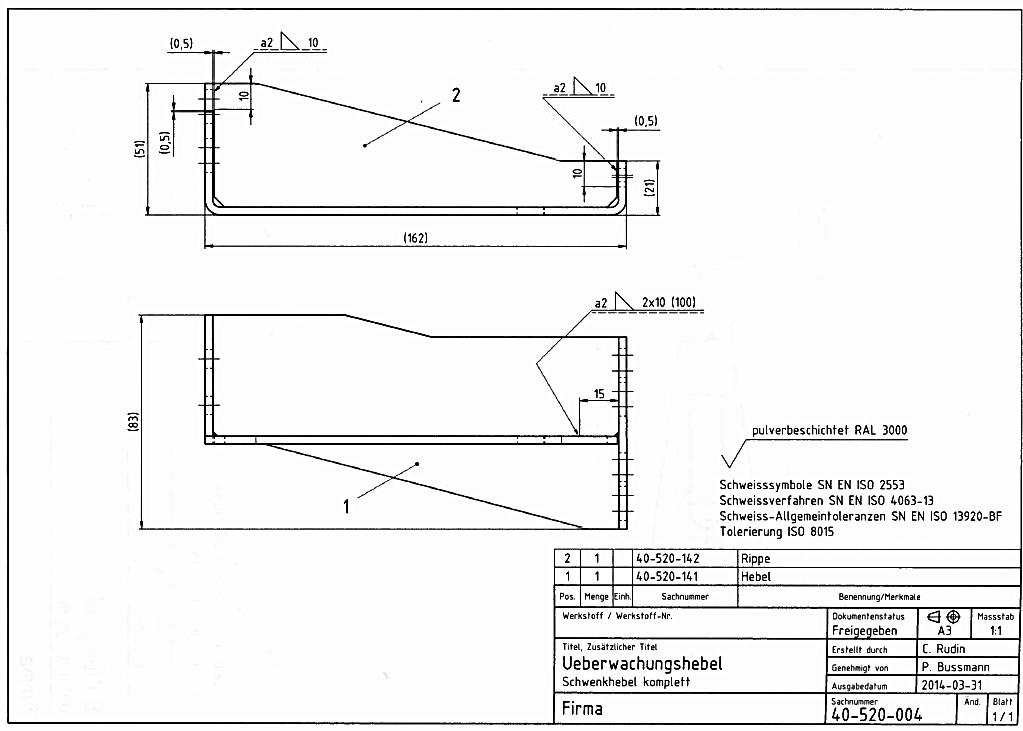 (0,5)
a2 10
10
2
a2 10
(0,5)
(51)
(0,5)
10
(21)
(162)
a2 2x10 (100)
15
(83)
1
pulverbeschichtet RAL 3000
Schweisssymbole SN EN ISO 2553
Schweissverfahren SN EN ISO 4063-13
Schweiss-Allgemeintoleranzen SN EN ISO 13920-BF
Tolerierung ISO 8015
2 1 40-520-142 Rippe
1 1 40-520-141 Hebel
Pos. Menge Einh. Sachnummer Benennung/Merkmale
Werkstoff / Werkstoff-Nr.
Dokumentenstatus
Freigegeben
A3
Massstab
1:1
Titel, Zusätzlicher Titel
Ueberwachungshebel
Schwenkhebel komplett
Erstellt durch C. Rudin
Genehmigt von P. Bussmann
Ausgabedatum 2014-03-31
Firma
Sachnummer
40-520-004
Änd.
Blatt
1/1